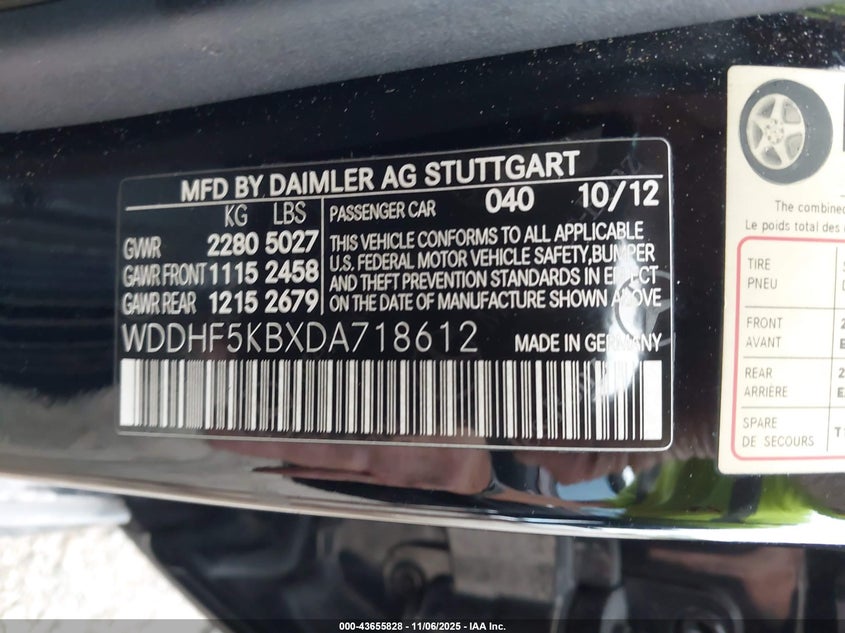 MFD BY DAIMLER AG STUTTGART
KG LBS
GVWR 2280 5027
GAWR FRONT 1115 2458
GAWR REAR 1215 2679
PASSENGER CAR 040 10/12
THIS VEHICLE CONFORMS TO ALL APPLICABLE
U.S. FEDERAL MOTOR VEHICLE SAFETY, BUMPER
AND THEFT PREVENTION STANDARDS IN EFFECT
ON THE DATE OF MANUFACTURE SHOWN ABOVE
WDDHF5KBXDA718612 MADE IN GERMANY
The combined
Le poids total des
TIRE
PNEU
FRONT
AVANT
REAR
ARRIÈRE
SPARE
DE SECOURS
000-43655828 - 11/06/2025 - IAA Inc.